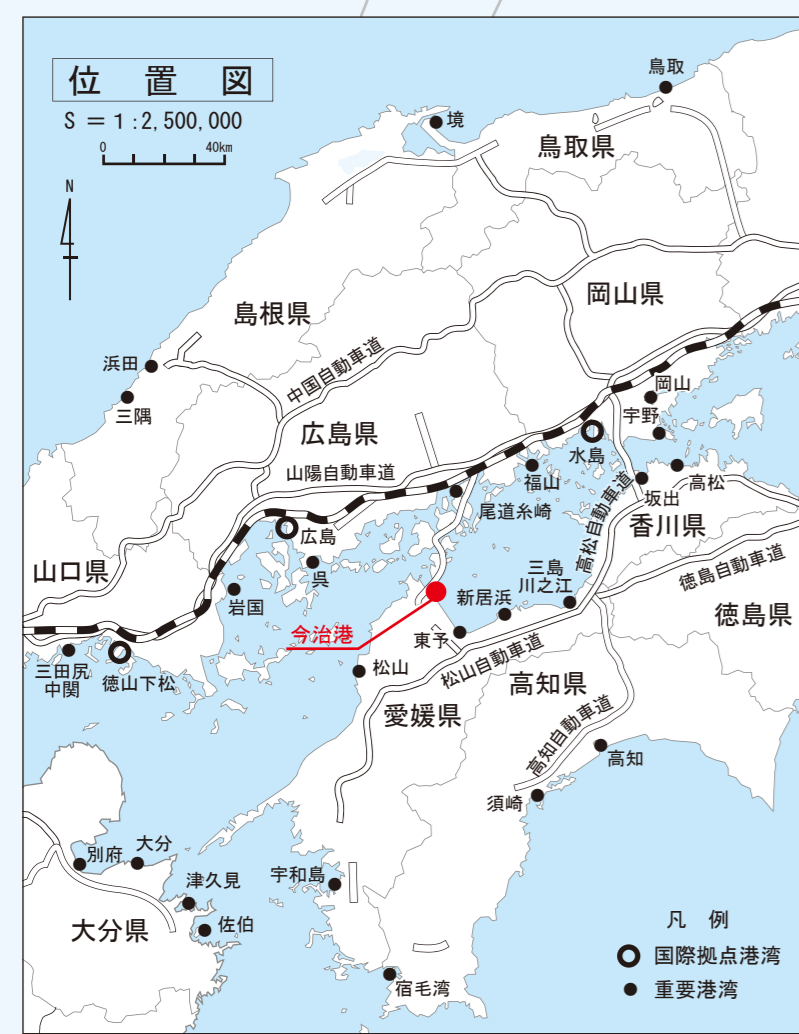 位置図
S = 1:2,500,000
0 40km
N
鳥取
境
鳥取県
岡山県
島根県
浜田
三隅
中国自動車道
広島県
山陽自動車道
岡山
宇野
水島
福山
尾道糸崎
高松
坂出
高松自動車道
香川県
広島
呉
山口県
岩国
三島
川之江
徳島自動車道
新居浜
徳島県
今治港
東予
松山自動車道
三田尻
中関
徳山下松
松山
高知県
愛媛県
高知自動車道
高知
須崎
別府
大分
津久見
佐伯
大分県
宇和島
宿毛湾
凡例
国際拠点港湾
重要港湾